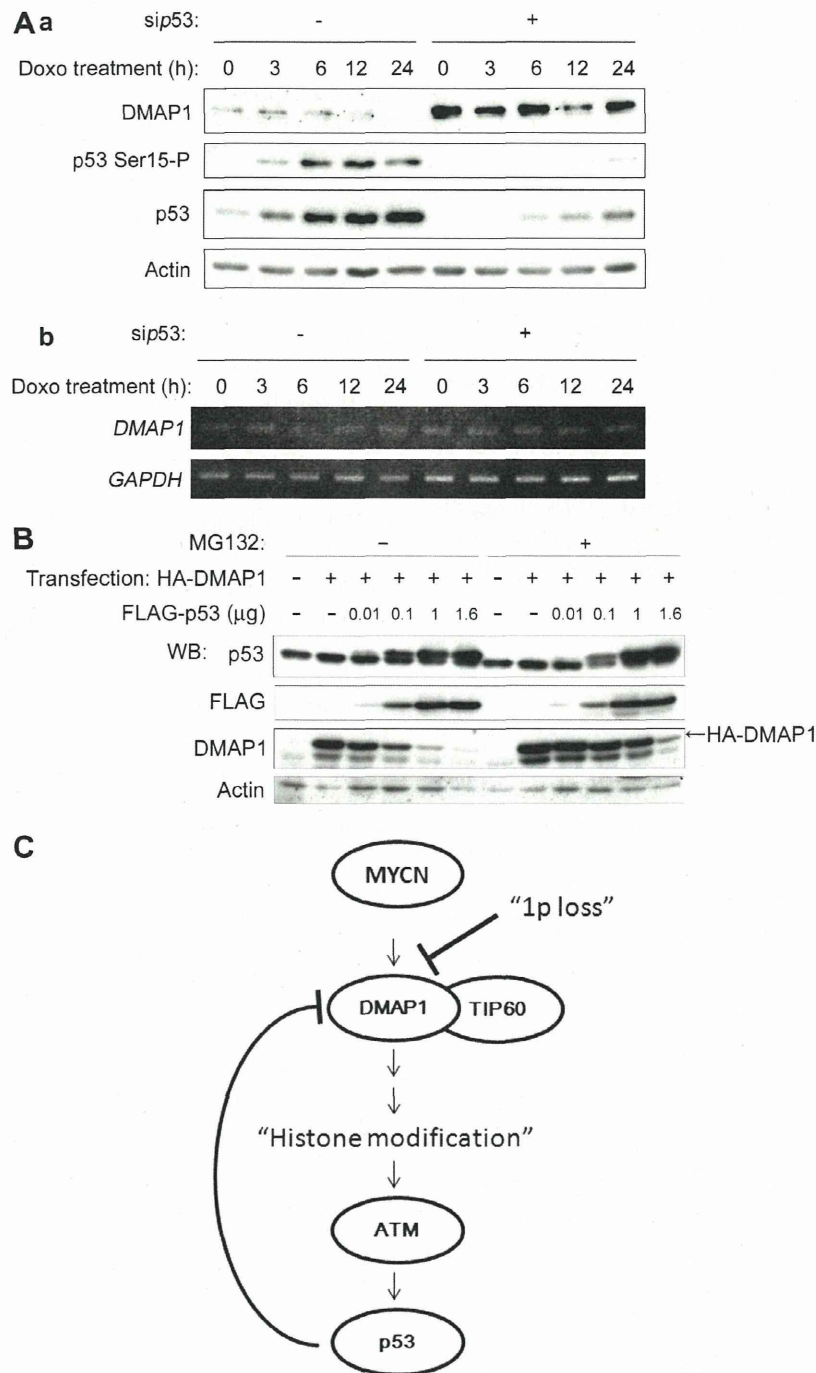 A a
sip53: - +
Doxo treatment (h): 0 3 6 12 24 0 3 6 12 24
DMAP1
p53 Ser15-P
p53
Actin
b
sip53: - +
Doxo treatment (h): 0 3 6 12 24 0 3 6 12 24
DMAP1
GAPDH
B
MG132: − +
Transfection: HA-DMAP1 - + + + + + - + + + + +
FLAG-p53 (μg) - - 0.01 0.1 1 1.6 - - 0.01 0.1 1 1.6
WB: p53
FLAG
←HA-DMAP1
DMAP1
Actin
C
MYCN
"1p loss"
DMAP1 TIP60
"Histone modification"
ATM
p53